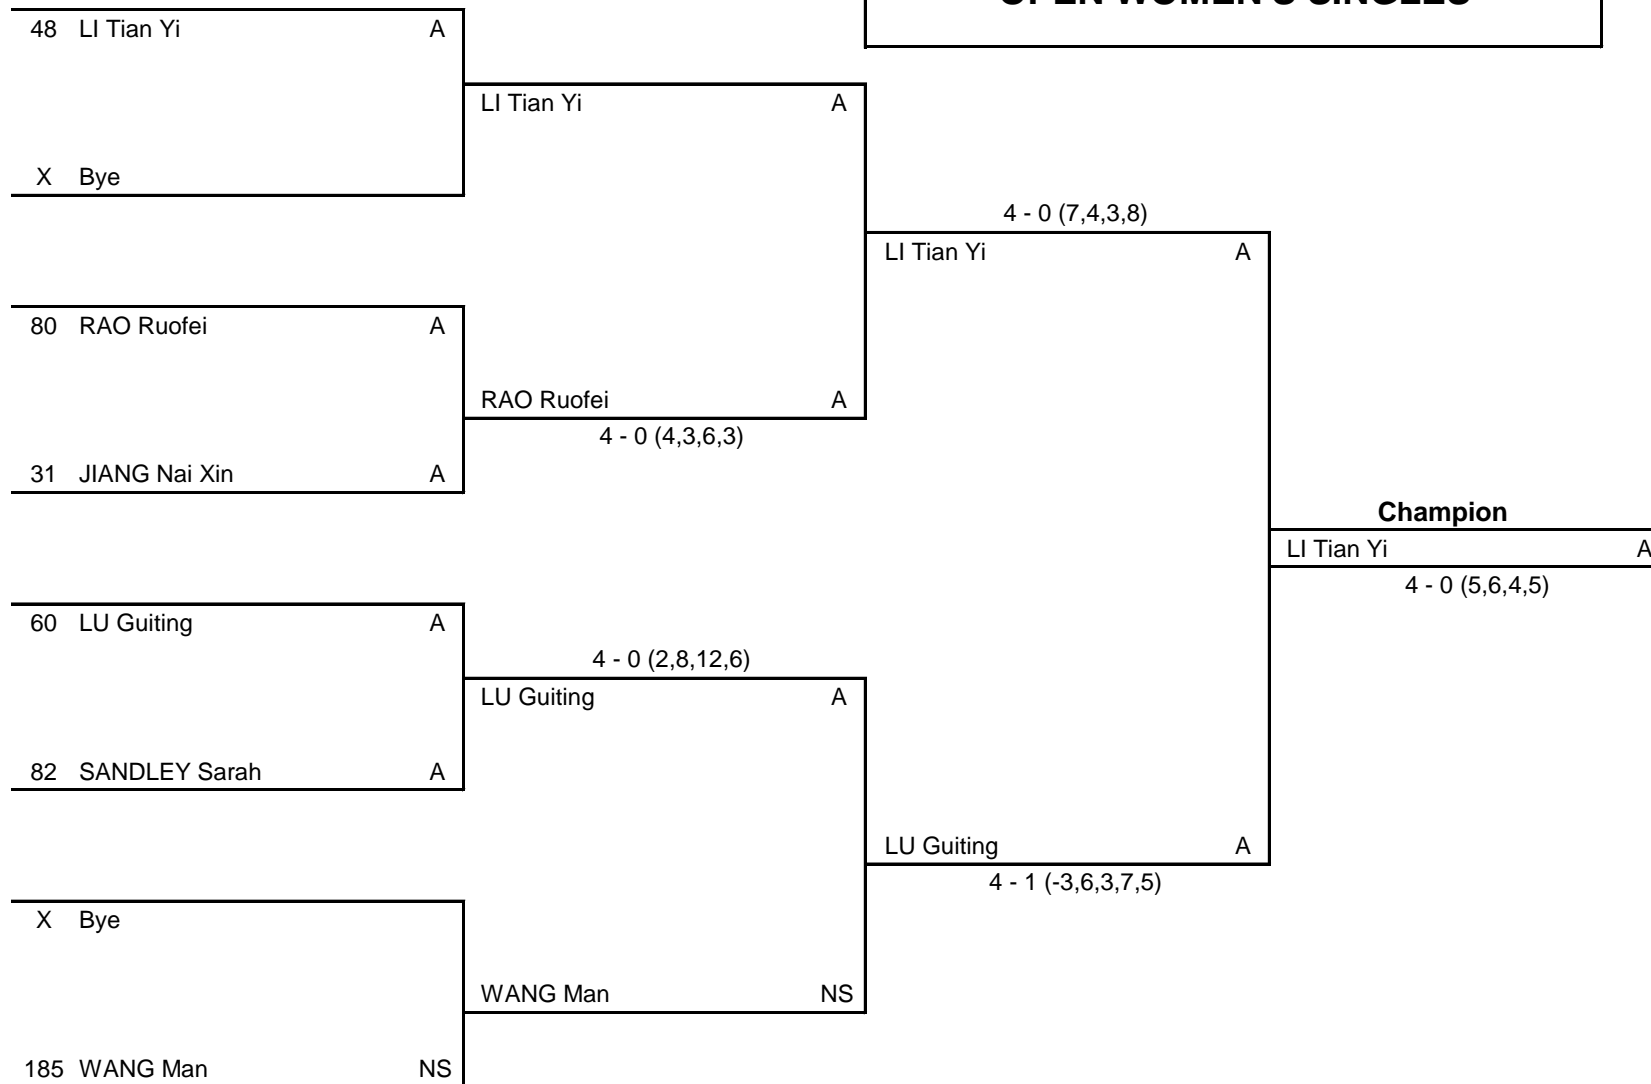 OPEN WOMEN'S SINGLES
48 LI Tian Yi A
LI Tian Yi A
X Bye
4 - 0 (7,4,3,8)
LI Tian Yi A
80 RAO Ruofei A
RAO Ruofei A
4 - 0 (4,3,6,3)
31 JIANG Nai Xin A
Champion
LI Tian Yi A
4 - 0 (5,6,4,5)
60 LU Guiting A
4 - 0 (2,8,12,6)
LU Guiting A
82 SANDLEY Sarah A
LU Guiting A
4 - 1 (-3,6,3,7,5)
X Bye
WANG Man NS
185 WANG Man NS